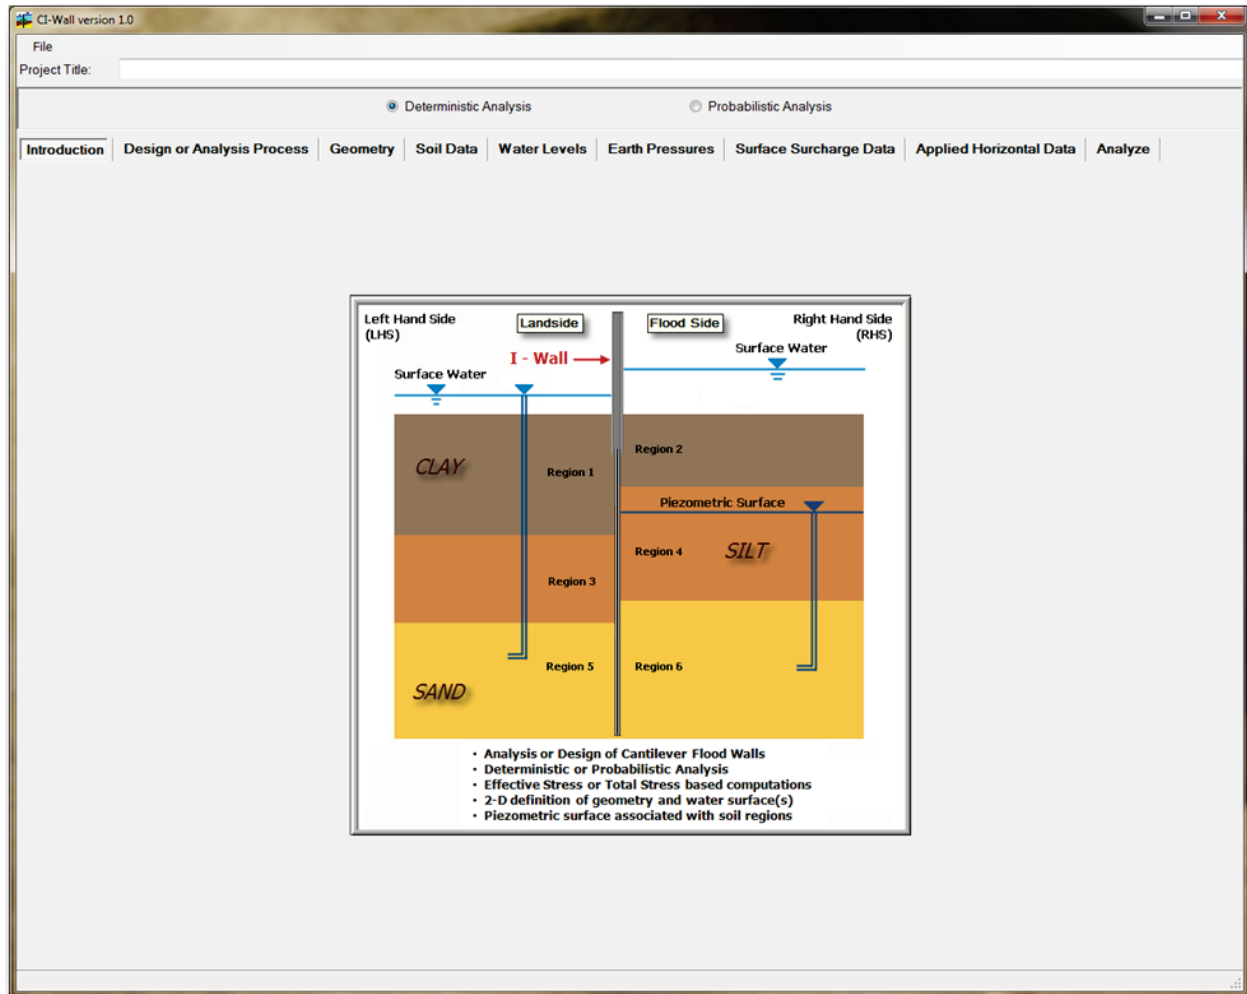 CI-Wall version 1.0
File
Project Title:
Deterministic Analysis Probabilistic Analysis
Introduction Design or Analysis Process Geometry Soil Data Water Levels Earth Pressures Surface Surcharge Data Applied Horizontal Data Analyze
Left Hand Side
(LHS)
Landside
Flood Side
Right Hand Side
(RHS)
I - Wall
Surface Water
Surface Water
CLAY
Region 1
Region 2
Piezometric Surface
Region 4
SILT
Region 3
Region 5
Region 6
SAND
• Analysis or Design of Cantilever Flood Walls
• Deterministic or Probabilistic Analysis
• Effective Stress or Total Stress based computations
• 2-D definition of geometry and water surface(s)
• Piezometric surface associated with soil regions